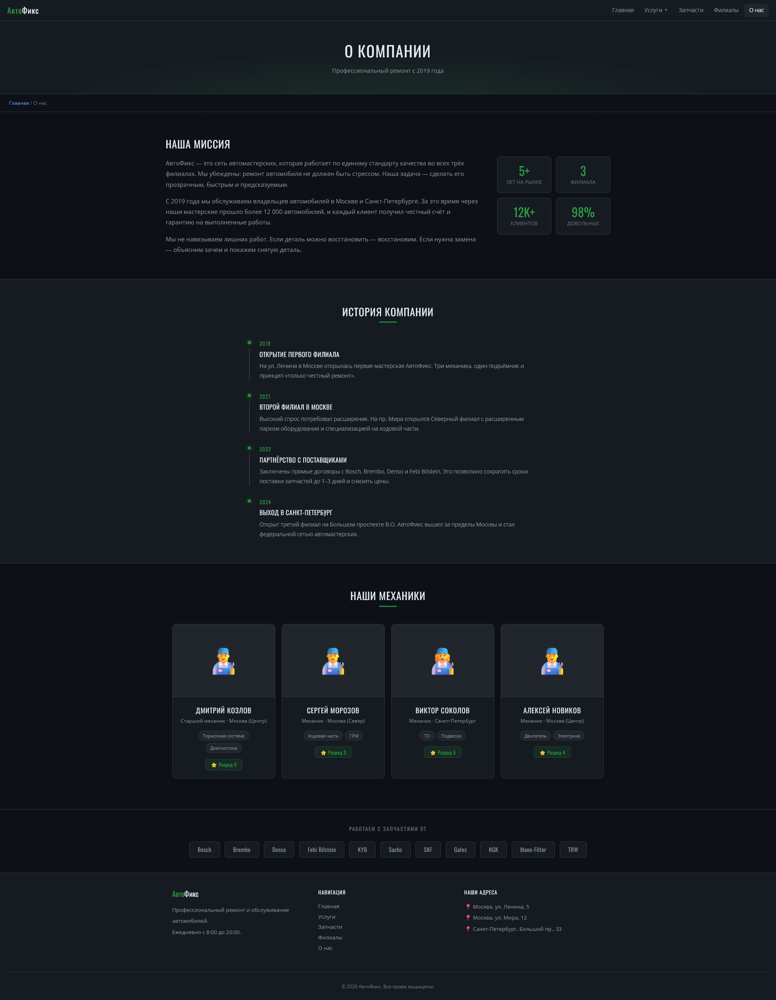 АвтоФикс
Главная
Услуги ▼
Запчасти
Филиалы
О нас
О КОМПАНИИ
Профессиональный ремонт с 2019 года
Главная / О нас
НАША МИССИЯ
АвтоФикс — это сеть автомастерских, которая работает по единому стандарту качества во всех трёх
филиалах. Мы убеждены: ремонт автомобиля не должен быть стрессом. Наша задача — сделать его
прозрачным, быстрым и предсказуемым.
С 2019 года мы обслуживаем владельцев автомобилей в Москве и Санкт-Петербурге. За это время через
наши мастерские прошло более 12 000 автомобилей, и каждый клиент получил честный счёт и
гарантию на выполненные работы.
Мы не навязываем лишних работ. Если деталь можно восстановить — восстановим. Если нужна замена
— объясним зачем и покажем снятую деталь.
5+
ЛЕТ НА РЫНКЕ
3
ФИЛИАЛА
12K+
КЛИЕНТОВ
98%
ДОВОЛЬНЫХ
ИСТОРИЯ КОМПАНИИ
2019
ОТКРЫТИЕ ПЕРВОГО ФИЛИАЛА
На ул. Ленина в Москве открылась первая мастерская АвтоФикс. Три механика, один подъёмник и
принцип «только честный ремонт».
2021
ВТОРОЙ ФИЛИАЛ В МОСКВЕ
Высокий спрос потребовал расширения. На пр. Мира открылся Северный филиал с расширенным
парком оборудования и специализацией на ходовой части.
2022
ПАРТНЁРСТВО С ПОСТАВЩИКАМИ
Заключены прямые договоры с Bosch, Brembo, Denso и Febi Bilstein. Это позволило сократить сроки
поставки запчастей до 1–3 дней и снизить цены.
2024
ВЫХОД В САНКТ-ПЕТЕРБУРГ
Открыт третий филиал на Большом проспекте В.О. АвтоФикс вышел за пределы Москвы и стал
федеральной сетью автомастерских.
НАШИ МЕХАНИКИ
ДМИТРИЙ КОЗЛОВ
Старший механик · Москва (Центр)
Тормозная система
Диагностика
⭐ Разряд 6
СЕРГЕЙ МОРОЗОВ
Механик · Москва (Север)
Ходовая часть
ГРМ
⭐ Разряд 5
ВИКТОР СОКОЛОВ
Механик · Санкт-Петербург
ТО
Подвеска
⭐ Разряд 5
АЛЕКСЕЙ НОВИКОВ
Механик · Москва (Центр)
Двигатель
Электрика
⭐ Разряд 4
РАБОТАЕМ С ЗАПЧАСТЯМИ ОТ
Bosch
Brembo
Denso
Febi Bilstein
KYB
Sachs
SKF
Gates
NGK
Mann-Filter
TRW
АвтоФикс
Профессиональный ремонт и обслуживание
автомобилей.
Ежедневно с 8:00 до 20:00.
НАВИГАЦИЯ
Главная
Услуги
Запчасти
Филиалы
О нас
НАШИ АДРЕСА
📍 Москва, ул. Ленина, 5
📍 Москва, ул. Мира, 12
📍 Санкт-Петербург, Большой пр., 33
© 2026 АвтоФикс. Все права защищены.